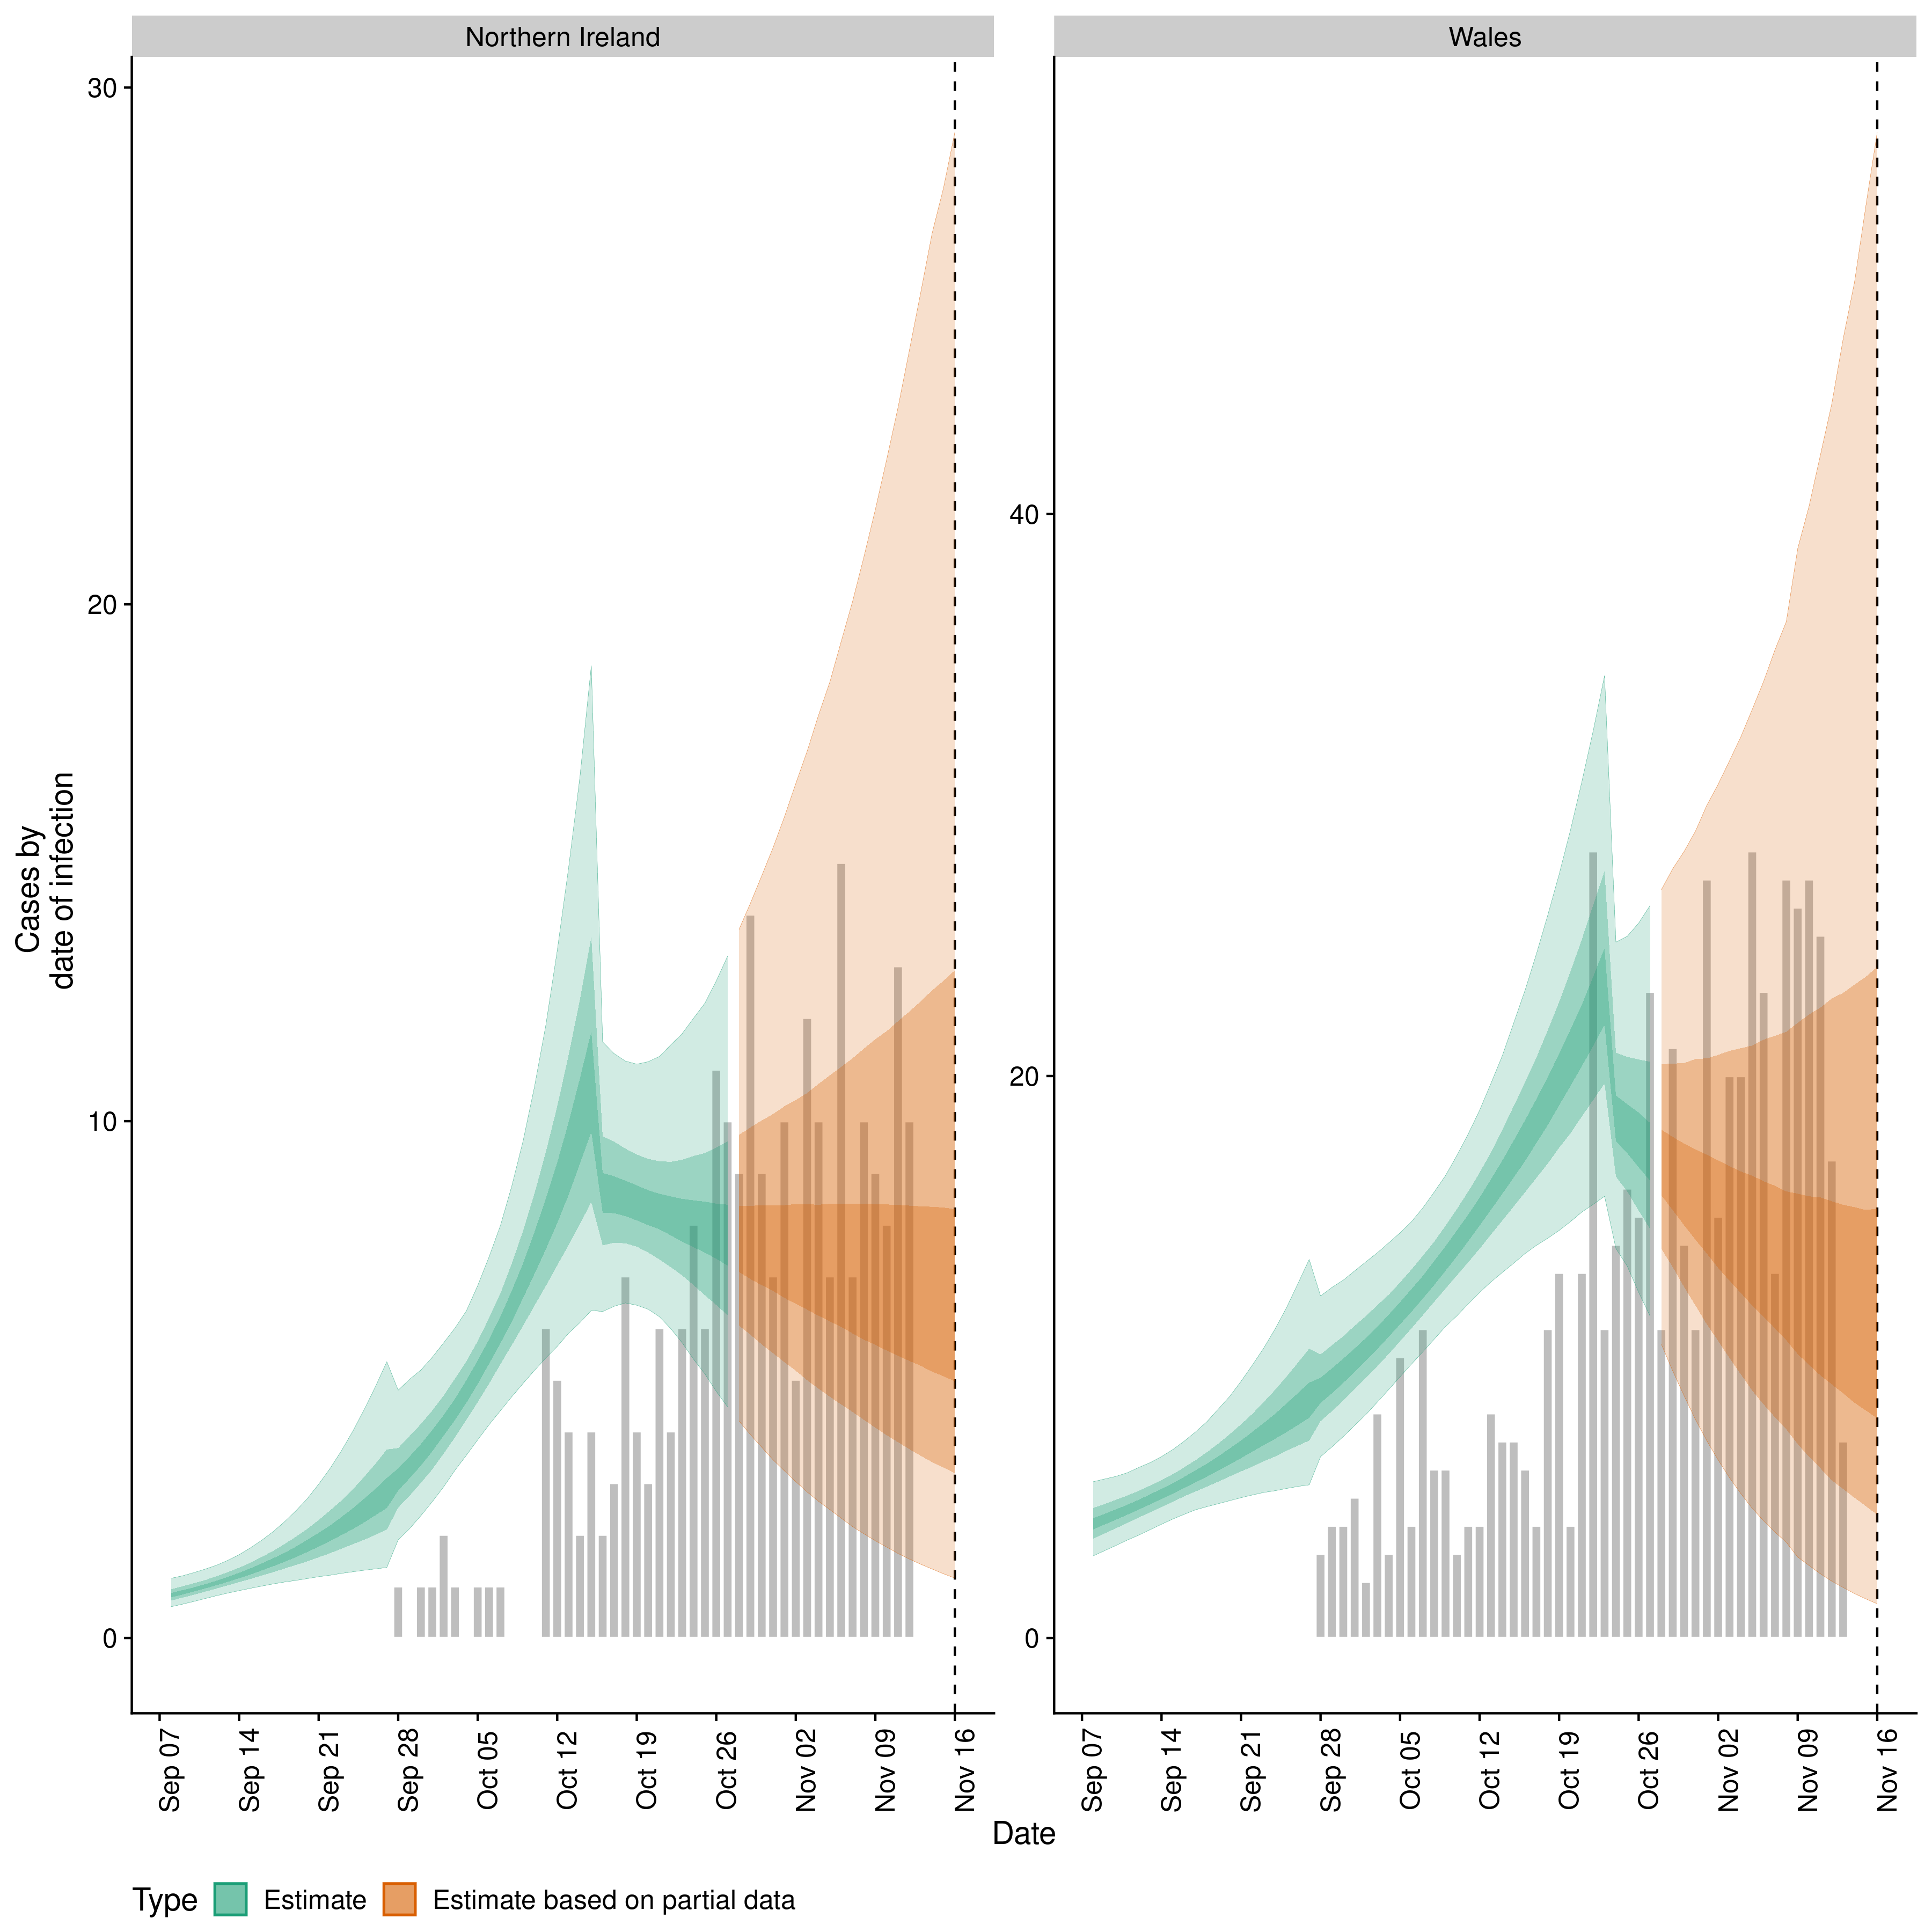 Northern Ireland
Wales
Cases by
date of infection
30
20
10
0
40
20
0
Sep 07
Sep 14
Sep 21
Sep 28
Oct 05
Oct 12
Oct 19
Oct 26
Nov 02
Nov 09
Nov 16
Sep 07
Sep 14
Sep 21
Sep 28
Oct 05
Oct 12
Oct 19
Oct 26
Nov 02
Nov 09
Nov 16
Date
Type Estimate Estimate based on partial data